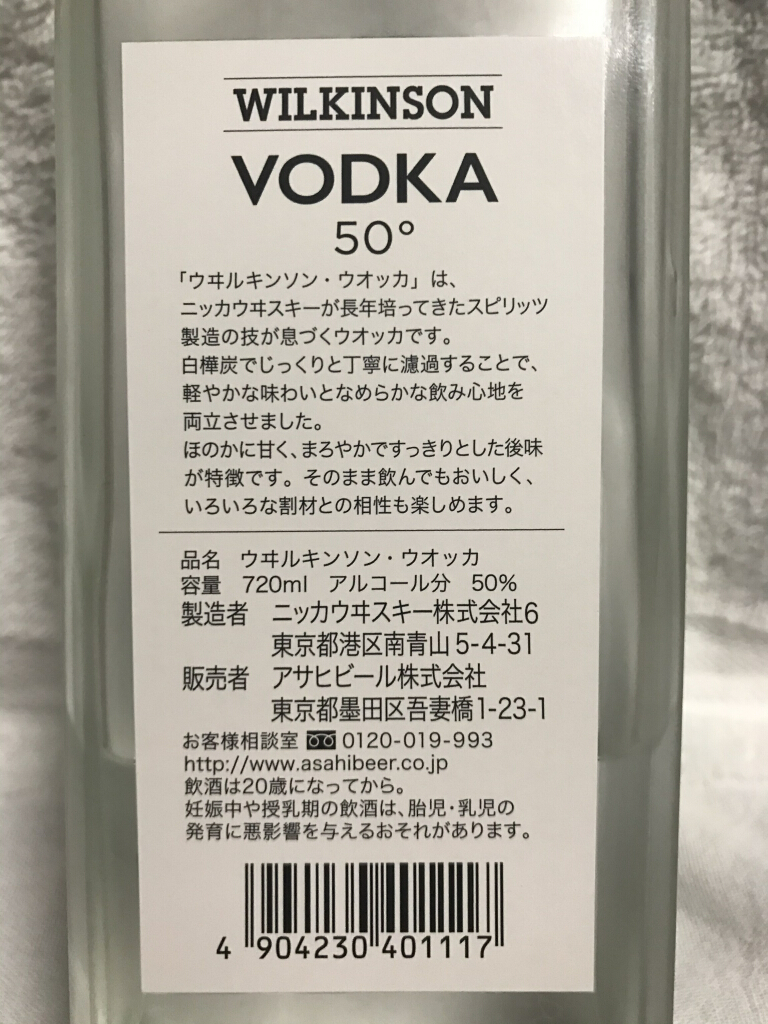 WILKINSON
VODKA
50°
「ウヰルキンソン・ウオッカ」は、
ニッカウヰスキーが長年培ってきたスピリッツ
製造の技が息づくウオッカです。
白樺炭でじっくりと丁寧に濾過することで、
軽やかな味わいとなめらかな飲み心地を
両立させました。
ほのかに甘く、まろやかですっきりとした後味
が特徴です。そのまま飲んでもおいしく、
いろいろな割材との相性も楽しめます。
品名 ウヰルキンソン・ウオッカ
容量 720ml アルコール分 50%
製造者 ニッカウヰスキー株式会社6
東京都港区南青山5-4-31
販売者 アサヒビール株式会社
東京都墨田区吾妻橋1-23-1
お客様相談室 0120-019-993
http://www.asahibeer.co.jp
飲酒は20歳になってから。
妊娠中や授乳期の飲酒は、胎児・乳児の
発育に悪影響を与えるおそれがあります。
4 904230 401117